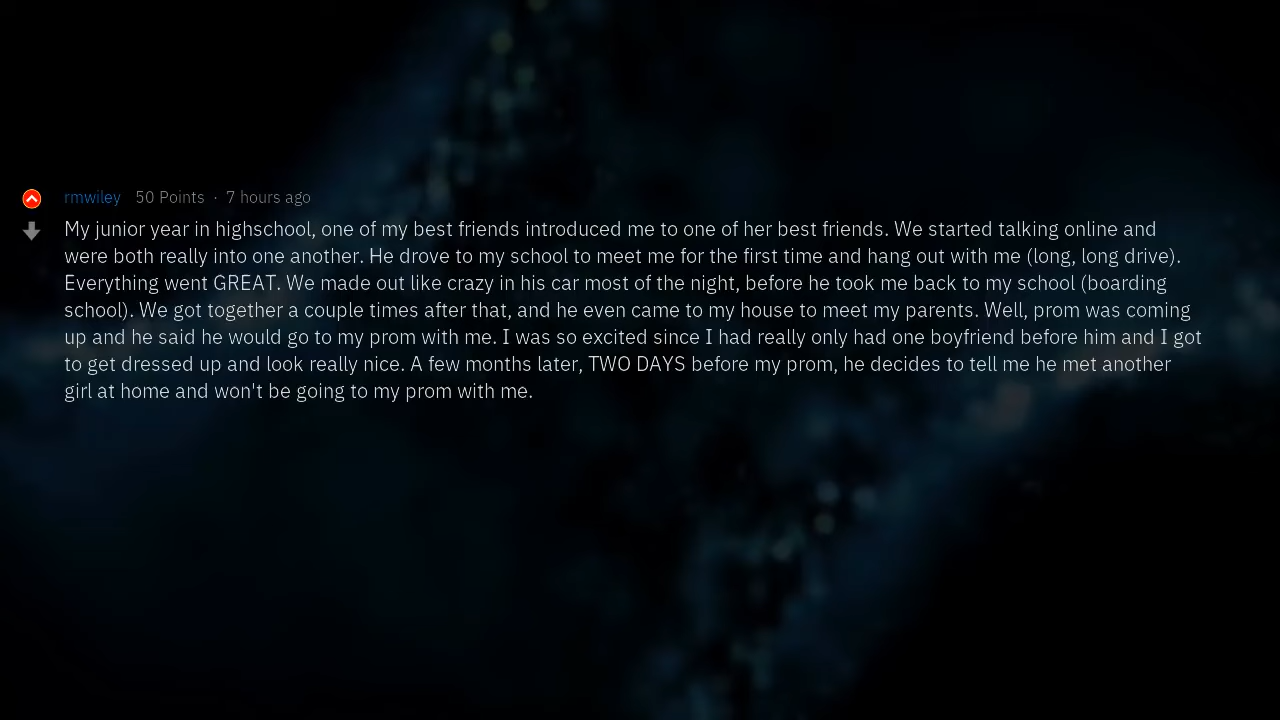 rmwiley 50 Points · 7 hours ago
My junior year in highschool, one of my best friends introduced me to one of her best friends. We started talking online and
were both really into one another. He drove to my school to meet me for the first time and hang out with me (long, long drive).
Everything went GREAT. We made out like crazy in his car most of the night, before he took me back to my school (boarding
school). We got together a couple times after that, and he even came to my house to meet my parents. Well, prom was coming
up and he said he would go to my prom with me. I was so excited since I had really only had one boyfriend before him and I got
to get dressed up and look really nice. A few months later, TWO DAYS before my prom, he decides to tell me he met another
girl at home and won't be going to my prom with me.